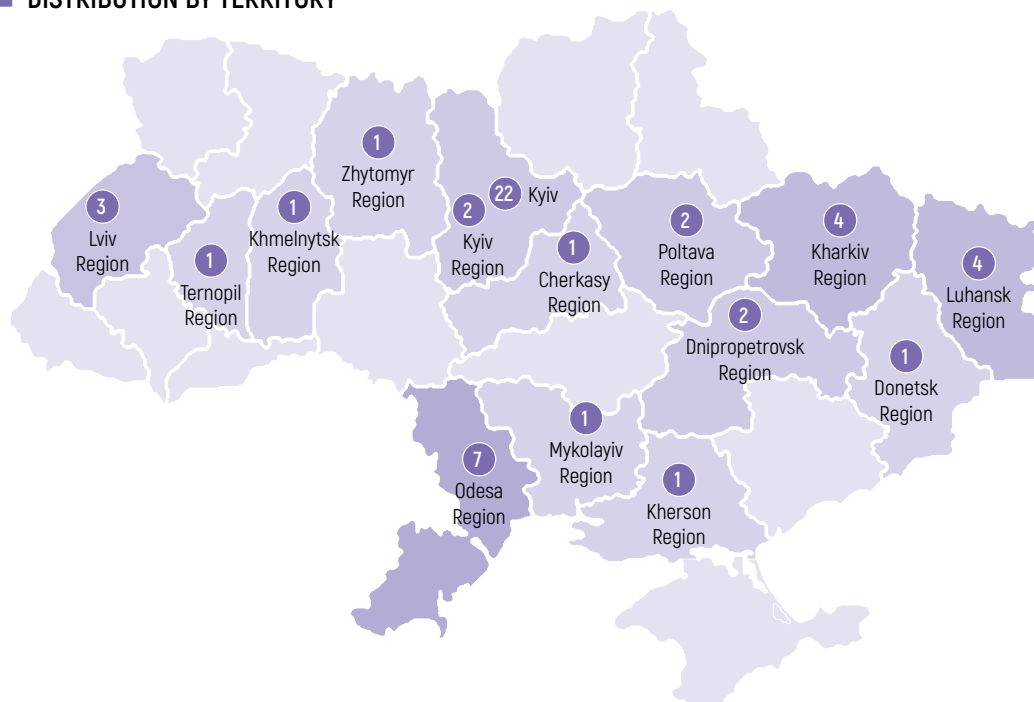 DISTRIBUTION BY TERRITORY
1
Zhytomyr
Region
22 Kyiv
2
Kyiv
Region
3
Lviv
Region
1
Khmelnytsk
Region
1
Ternopil
Region
1
Cherkasy
Region
2
Poltava
Region
4
Kharkiv
Region
4
Luhansk
Region
2
Dnipropetrovsk
Region
1
Donetsk
Region
1
Mykolayiv
Region
7
Odesa
Region
1
Kherson
Region